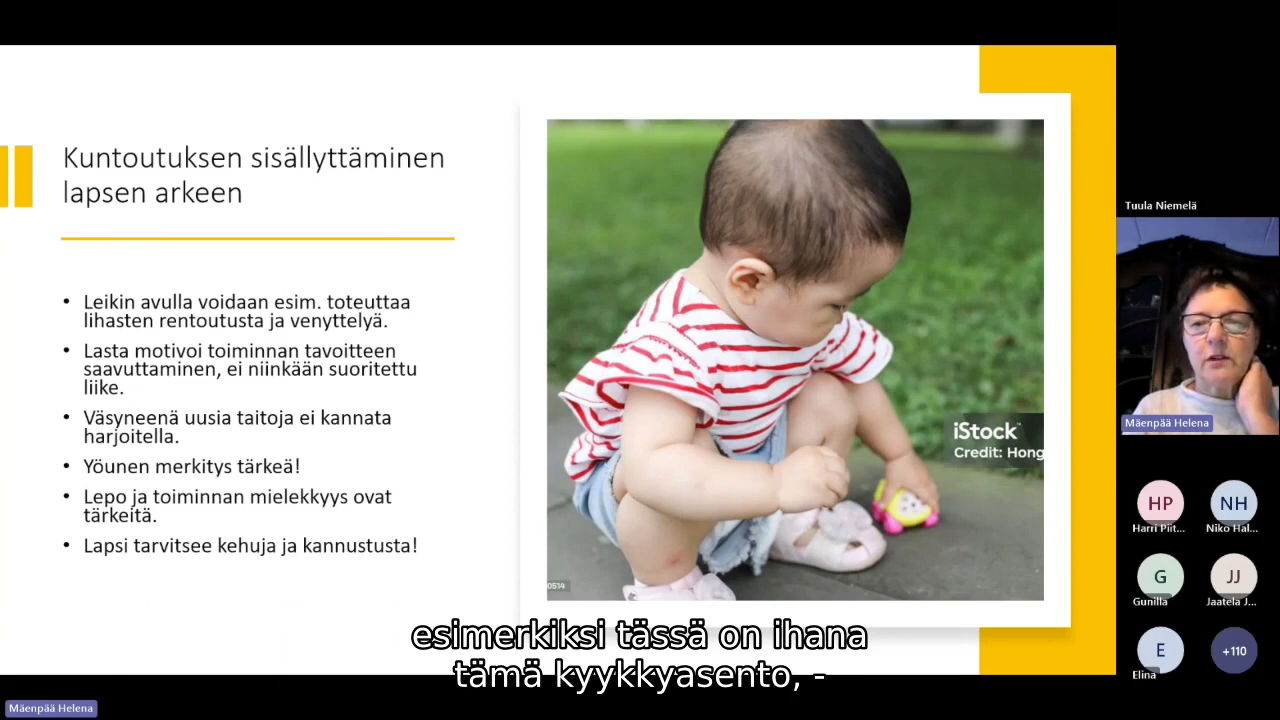 Kuntoutuksen sisällyttäminen
lapsen arkeen
• Leikin avulla voidaan esim. toteuttaa
lihasten rentoutusta ja venyttelyä.
• Lasta motivoi toiminnan tavoitteen
saavuttaminen, ei niinkään suoritettu
liike.
• Väsyneenä uusia taitoja ei kannata
harjoitella.
• Yöunen merkitys tärkeä!
• Lepo ja toiminnan mielekkyys ovat
tärkeitä.
• Lapsi tarvitsee kehuja ja kannustusta!
iStock
Credit: Hong
0514
esimerkiksi tässä on ihana
tämä kyykkyasento, -
Mäenpää Helena
Tuula Niemelä
Mäenpää Helena
HP
Harri Piit...
NH
Niko Hal...
G
Gunilla
JJ
Jaatela J...
E
Elina
+110